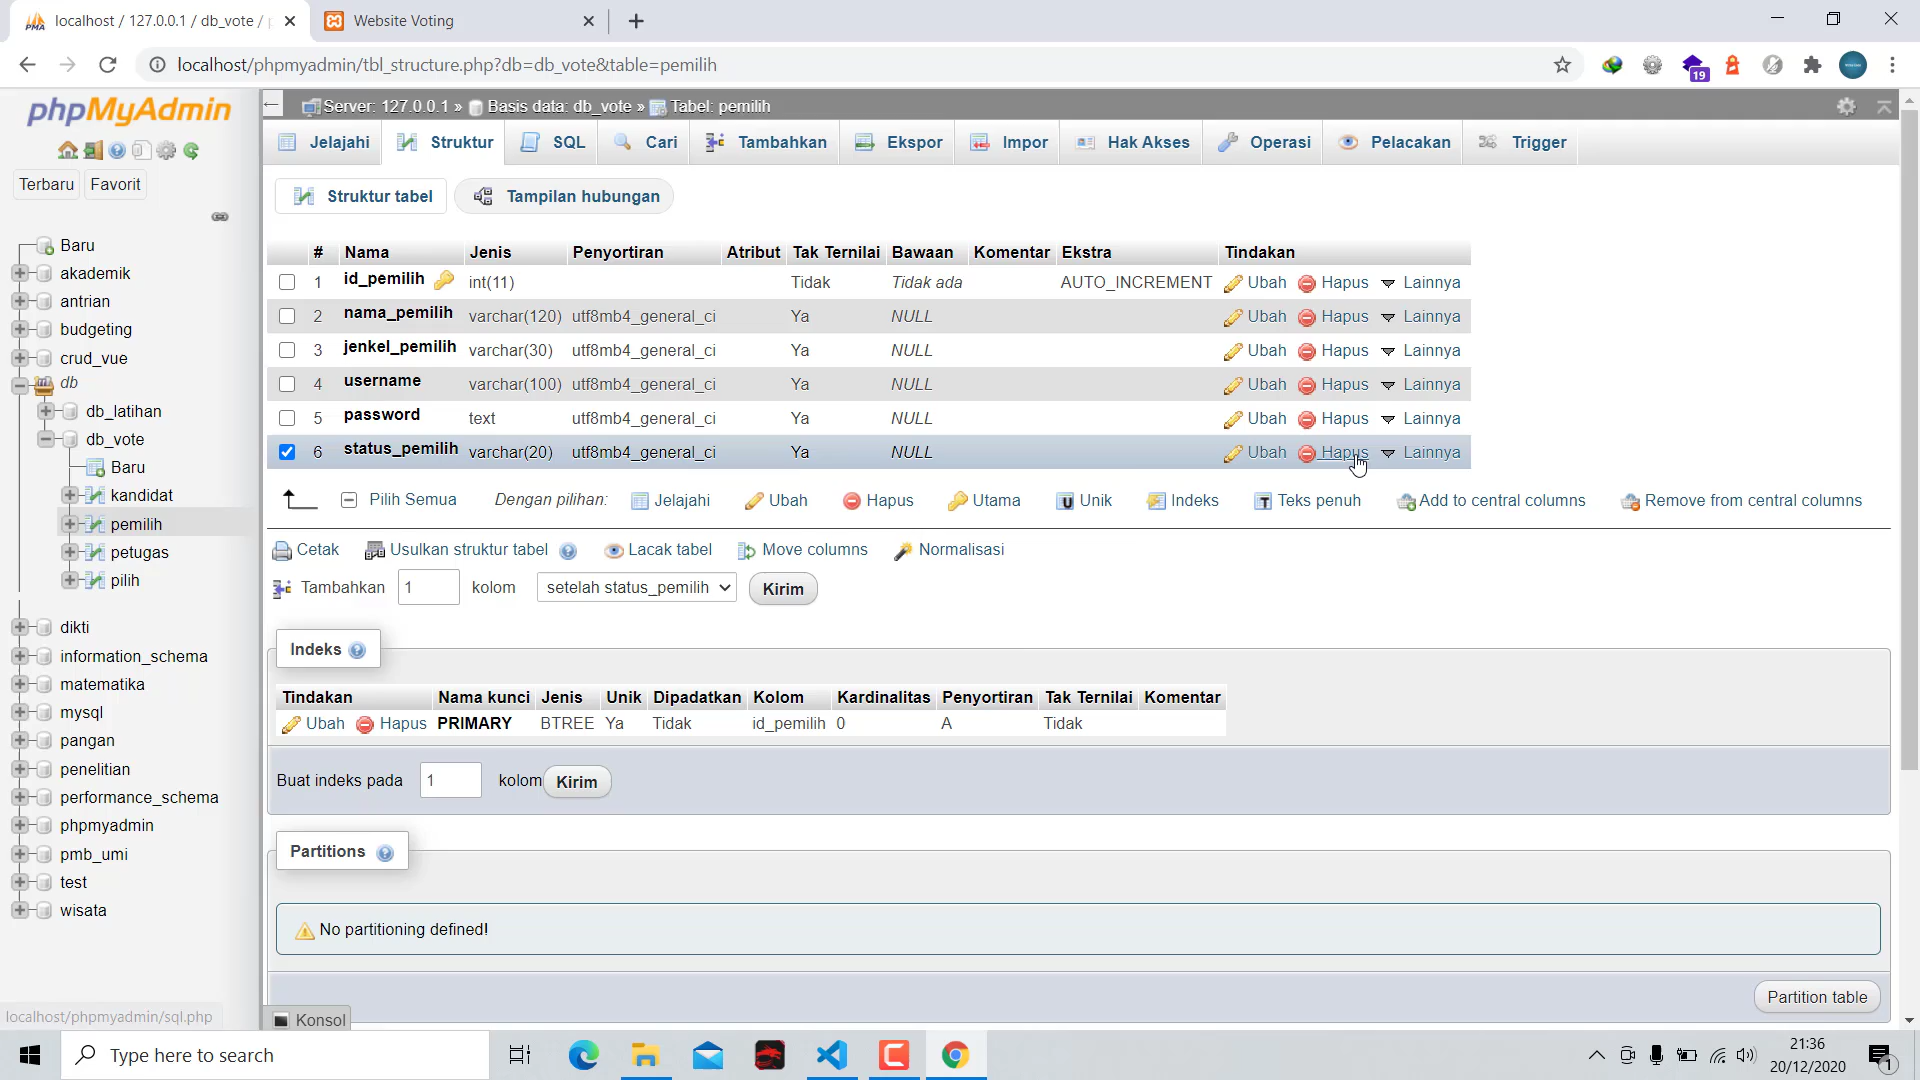 localhost / 127.0.0.1 / db_vote /
Website Voting
localhost/phpmyadmin/tbl_structure.php?db=db_vote&table=pemilih
19
phpMyAdmin
Terbaru
Favorit
Baru
akademik
antrian
budgeting
crud_vue
db
db_latihan
db_vote
Baru
kandidat
pemilih
petugas
pilih
dikti
information_schema
matematika
mysql
pangan
penelitian
performance_schema
phpmyadmin
pmb_umi
test
wisata
localhost/phpmyadmin/sql.php
Server: 127.0.0.1 » Basis data: db_vote » Tabel: pemilih
Jelajahi Struktur SQL Cari Tambahkan Ekspor Impor Hak Akses Operasi Pelacakan Trigger
Struktur tabel Tampilan hubungan
# Nama Jenis Penyortiran Atribut Tak Ternilai Bawaan Komentar Ekstra Tindakan
1 id_pemilih int(11) Tidak Tidak ada AUTO_INCREMENT Ubah Hapus Lainnya
2 nama_pemilih varchar(120) utf8mb4_general_ci Ya NULL Ubah Hapus Lainnya
3 jenkel_pemilih varchar(30) utf8mb4_general_ci Ya NULL Ubah Hapus Lainnya
4 username varchar(100) utf8mb4_general_ci Ya NULL Ubah Hapus Lainnya
5 password text utf8mb4_general_ci Ya NULL Ubah Hapus Lainnya
6 status_pemilih varchar(20) utf8mb4_general_ci Ya NULL Ubah Hapus Lainnya
Pilih Semua Dengan pilihan: Jelajahi Ubah Hapus Utama Unik Indeks Teks penuh Add to central columns Remove from central columns
Cetak Usulkan struktur tabel Lacak tabel Move columns Normalisasi
Tambahkan 1 kolom setelah status_pemilih Kirim
Indeks
Tindakan Nama kunci Jenis Unik Dipadatkan Kolom Kardinalitas Penyortiran Tak Ternilai Komentar
Ubah Hapus PRIMARY BTREE Ya Tidak id_pemilih 0 A Tidak
Buat indeks pada 1 kolom Kirim
Partitions
No partitioning defined!
Partition table
Konsol
Type here to search
21:36
20/12/2020
1